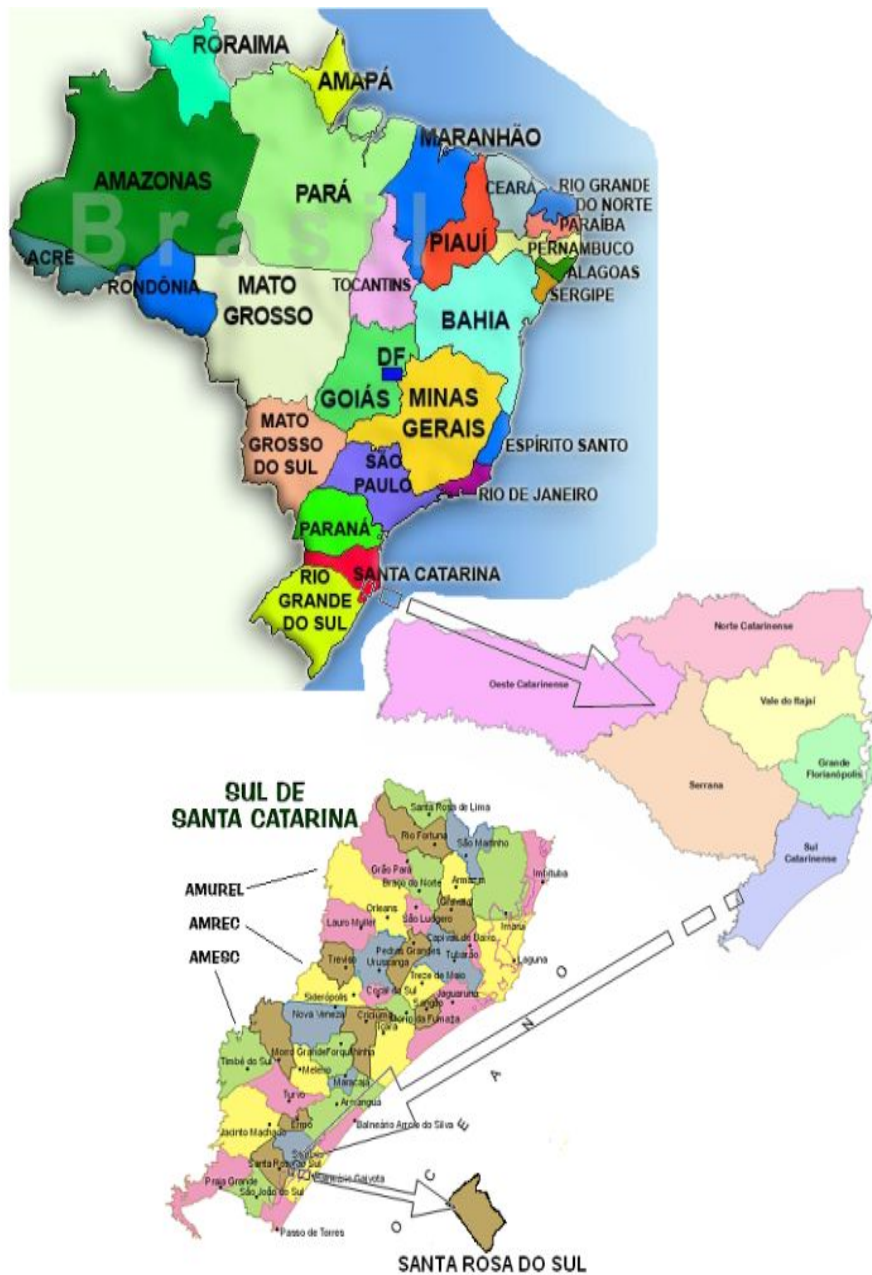 RORAIMA
AMAPÁ
MARANHÃO
AMAZONAS
PARÁ
CEARÁ
RIO GRANDE
DO NORTE
PARAÍBA
Brasil
PIAUÍ
PERNAMBUCO
ACRE
ALAGOAS
RONDÔNIA
MATO
GROSSO
TOCANTINS
SERGIPE
BAHIA
DF
GOIÁS
MINAS
GERAIS
MATO
GROSSO
DO SUL
ESPÍRITO SANTO
SÃO
PAULO
RIO DE JANEIRO
PARANÁ
SANTA CATARINA
RIO
GRANDE
DO SUL
Norte Catarinense
Oeste Catarinense
Vale do Itajaí
Grande
Florianópolis
Serrana
Sul
Catarinense
SUL DE
SANTA CATARINA
AMUREL
AMREC
AMESC
Santa Rosa de Lima
Rio Fortuna
São Martinho
Grão Pará
Braço do Norte
Armazm
Imbituba
Orleans
Gravatal
Lauro Muller
São Ludgero
Imaruí
Capivari de Baixo
Pedras Grandes
Tubarão
Urussanga
Laguna
Treviso
Treze de Maio
Siderópolis
Cocal do Sul
Jaguaruna
Sangão
Nova Veneza
Criciuma
Morro da Fumaça
Içara
Morro Grande
Forquilhinha
Timbé do Sul
Meleiro
Maracajá
Turvo
Araranguá
Ermo
Balneário Arroio do Silva
Jacinto Machado
Sombrio
Santa Rosa do Sul
Balneário Gaivota
Praia Grande
São João do Sul
Passo de Torres
OCEANO
SANTA ROSA DO SUL